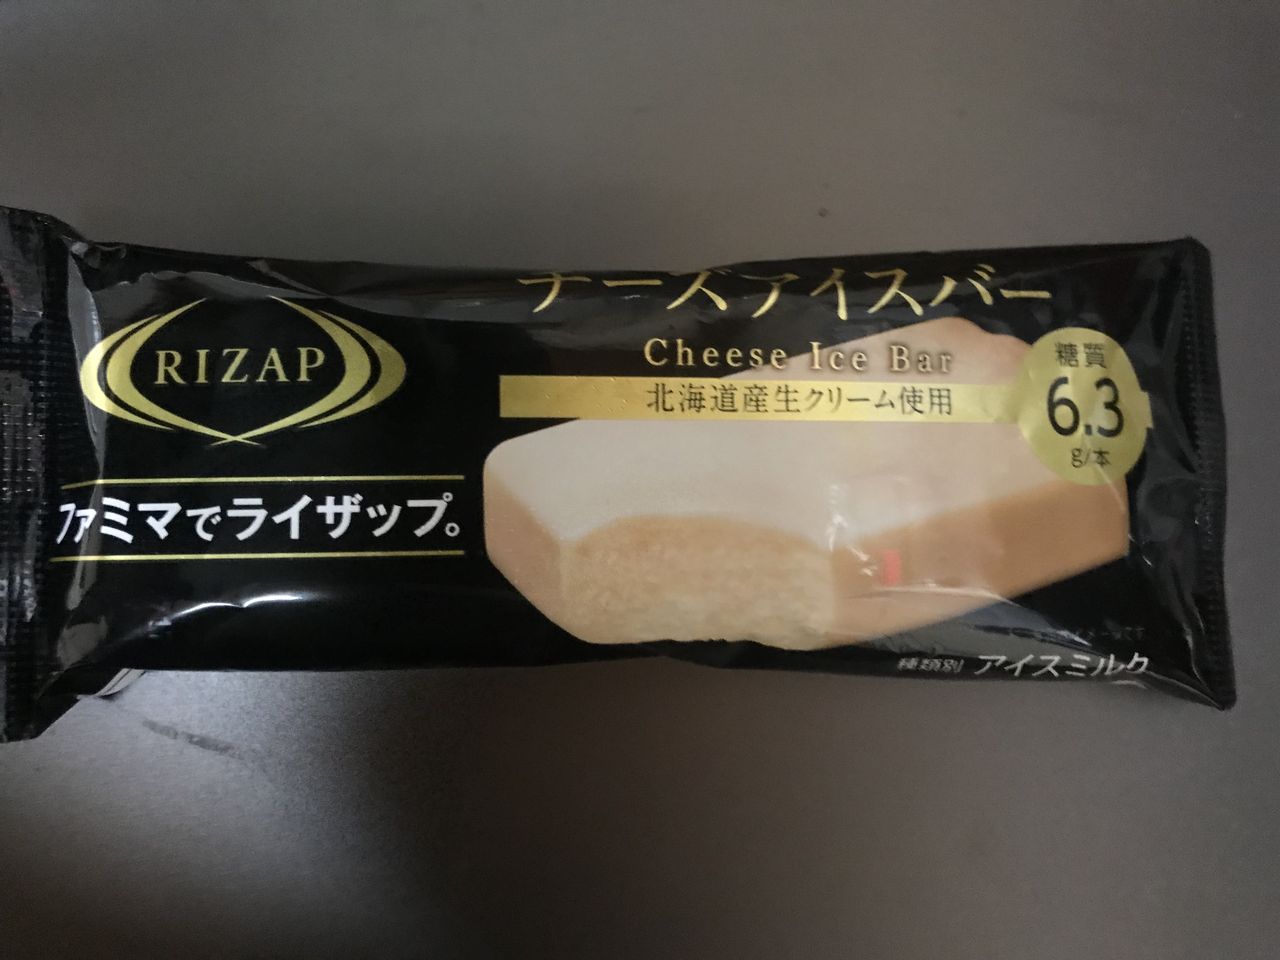 RIZAP
ファミマでライザップ。
チーズアイスバー
Cheese Ice Bar
北海道産生クリーム使用
糖質
6.3
g/本
種類別 アイスミルク